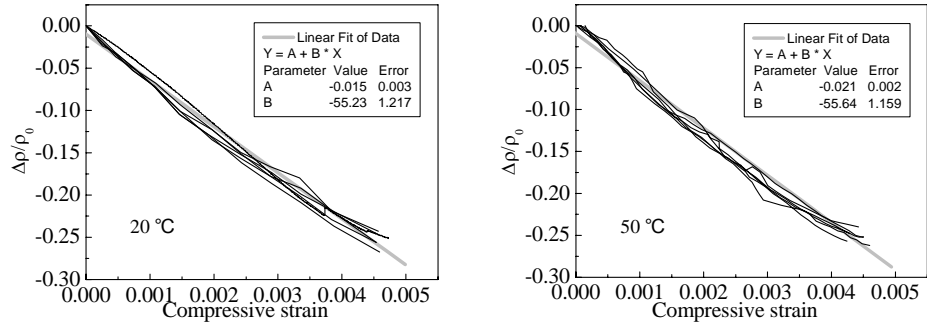 0.00
-0.05
-0.10
-0.15
-0.20
-0.25
-0.30
Δρ/ρ0
Linear Fit of Data
Y = A + B * X
Parameter Value Error
A -0.015 0.003
B -55.23 1.217
20 °C
0.000 0.001 0.002 0.003 0.004 0.005
Compressive strain
0.00
-0.05
-0.10
-0.15
-0.20
-0.25
-0.30
Δρ/ρ0
Linear Fit of Data
Y = A + B * X
Parameter Value Error
A -0.021 0.002
B -55.64 1.159
50 °C
0.000 0.001 0.002 0.003 0.004 0.005
Compressive strain